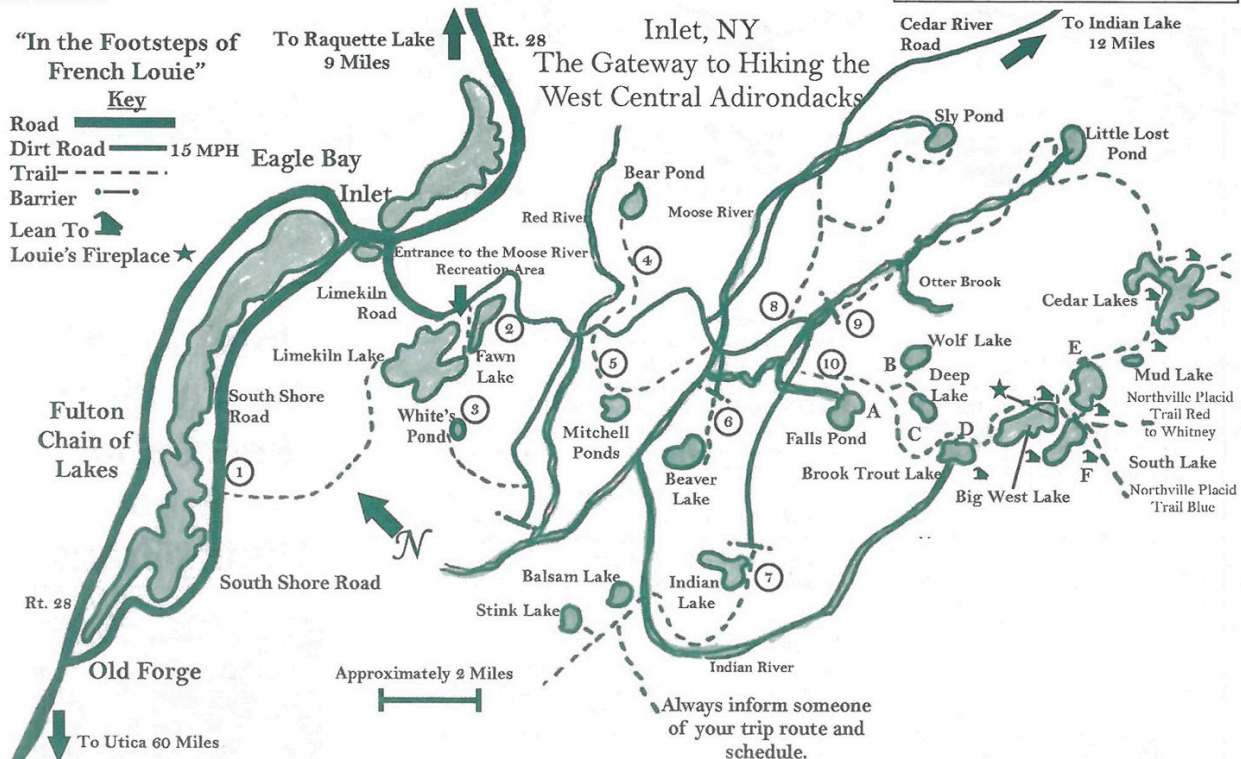 "In the Footsteps of
French Louie"
Key
Road
Dirt Road 15 MPH
Trail
Barrier
Lean To
Louie's Fireplace
To Raquette Lake
9 Miles
Rt. 28
Inlet, NY
The Gateway to Hiking the
West Central Adirondacks
Cedar River
Road
To Indian Lake
12 Miles
Eagle Bay
Inlet
Bear Pond
Red River
Moose River
Sly Pond
Little Lost
Pond
Entrance to the Moose River
Recreation Area
Limekiln
Road
4
Otter Brook
Cedar Lakes
8
9
2
Limekiln Lake
Fawn
Lake
5
10
Wolf Lake
B
Deep
Lake
E
Mud Lake
Northville Placid
Trail Red
to Whitney
South Shore
Road
White's
Pond
3
Mitchell
Ponds
6
Falls Pond
A
C
D
Fulton
Chain of
Lakes
1
Beaver
Lake
Brook Trout Lake
Big West Lake
F
South Lake
Northville Placid
Trail Blue
N
South Shore Road
Balsam Lake
Stink Lake
Indian
Lake
7
Rt. 28
Old Forge
Indian River
Approximately 2 Miles
Always inform someone
of your trip route and
schedule.
To Utica 60 Miles